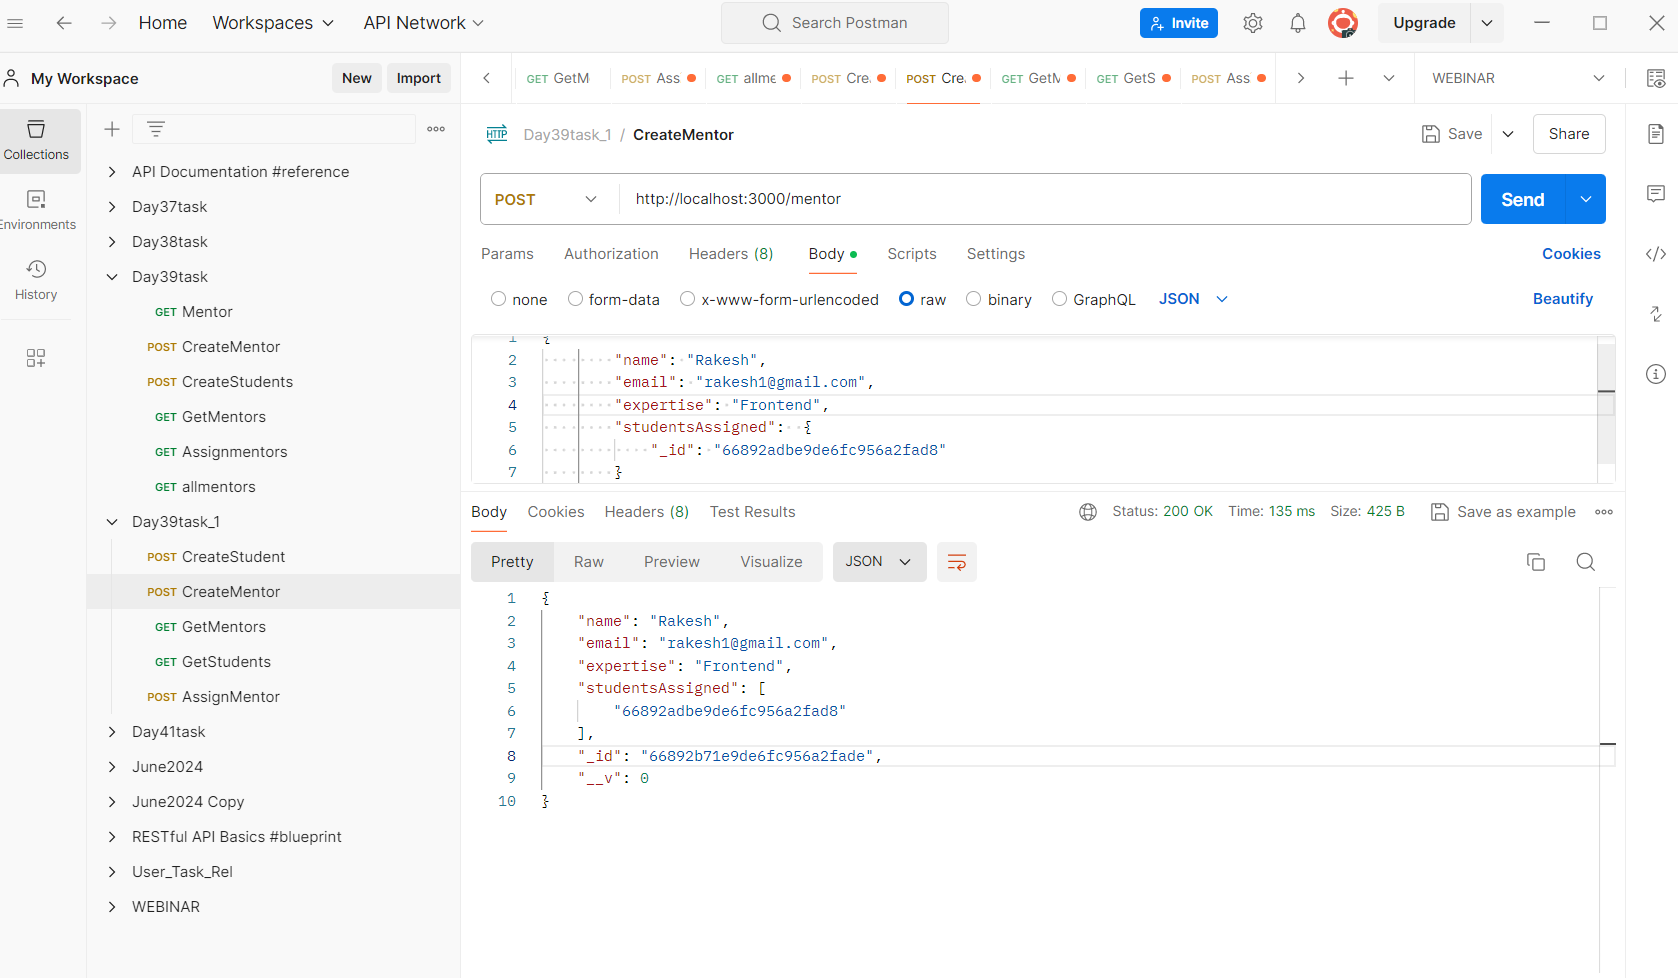 Home Workspaces API Network Search Postman Invite Upgrade
My Workspace New Import
GET GetM POST Ass GET allme POST Cre. POST Cre. GET GetM GET GetS POST Ass WEBINAR
Collections
Environments
History
API Documentation #reference
Day37task
Day38task
Day39task
GET Mentor
POST CreateMentor
POST CreateStudents
GET GetMentors
GET Assignmentors
GET allmentors
Day39task_1
POST CreateStudent
POST CreateMentor
GET GetMentors
GET GetStudents
POST AssignMentor
Day41task
June2024
June2024 Copy
RESTful API Basics #blueprint
User_Task_Rel
WEBINAR
HTTP Day39task_1 / CreateMentor Save Share
POST http://localhost:3000/mentor Send
Params Authorization Headers (8) Body Scripts Settings Cookies
none form-data x-www-form-urlencoded raw binary GraphQL JSON Beautify
1 {
2 "name": "Rakesh",
3 "email": "rakesh1@gmail.com",
4 "expertise": "Frontend",
5 "studentsAssigned": {
6 "_id": "66892adbe9de6fc956a2fad8"
7 }
Body Cookies Headers (8) Test Results Status: 200 OK Time: 135 ms Size: 425 B Save as example
Pretty Raw Preview Visualize JSON
1 {
2 "name": "Rakesh",
3 "email": "rakesh1@gmail.com",
4 "expertise": "Frontend",
5 "studentsAssigned": [
6 "66892adbe9de6fc956a2fad8"
7 ],
8 "_id": "66892b71e9de6fc956a2fade",
9 "__v": 0
10 }